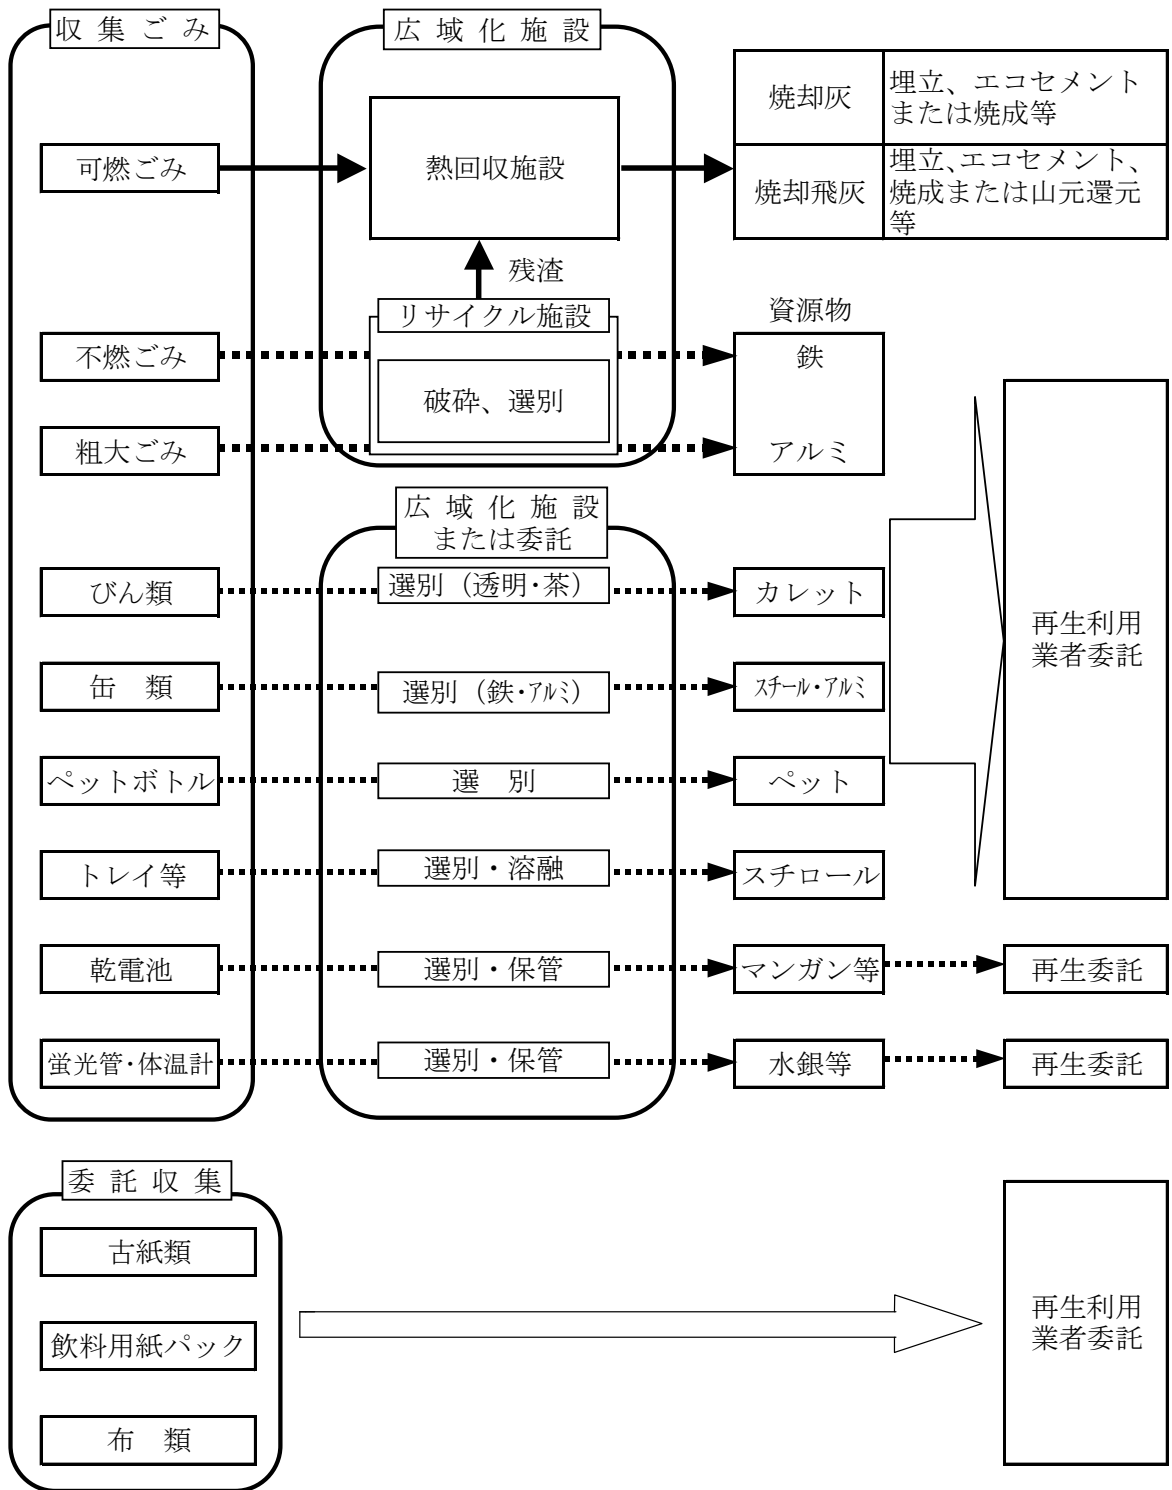 収集ごみ
広域化施設
焼却灰
埋立、エコセメント
または焼成等
可燃ごみ
熱回収施設
焼却飛灰
埋立、エコセメント、
焼成または山元還元
等
残渣
リサイクル施設
資源物
不燃ごみ
鉄
破砕、選別
粗大ごみ
アルミ
広域化施設
または委託
びん類
選別（透明・茶）
カレット
再生利用
業者委託
缶　類
選別（鉄・アルミ）
スチール・アルミ
ペットボトル
選　別
ペット
トレイ等
選別・溶融
スチロール
乾電池
選別・保管
マンガン等
再生委託
蛍光管・体温計
選別・保管
水銀等
再生委託
委託収集
古紙類
飲料用紙パック
再生利用
業者委託
布　類